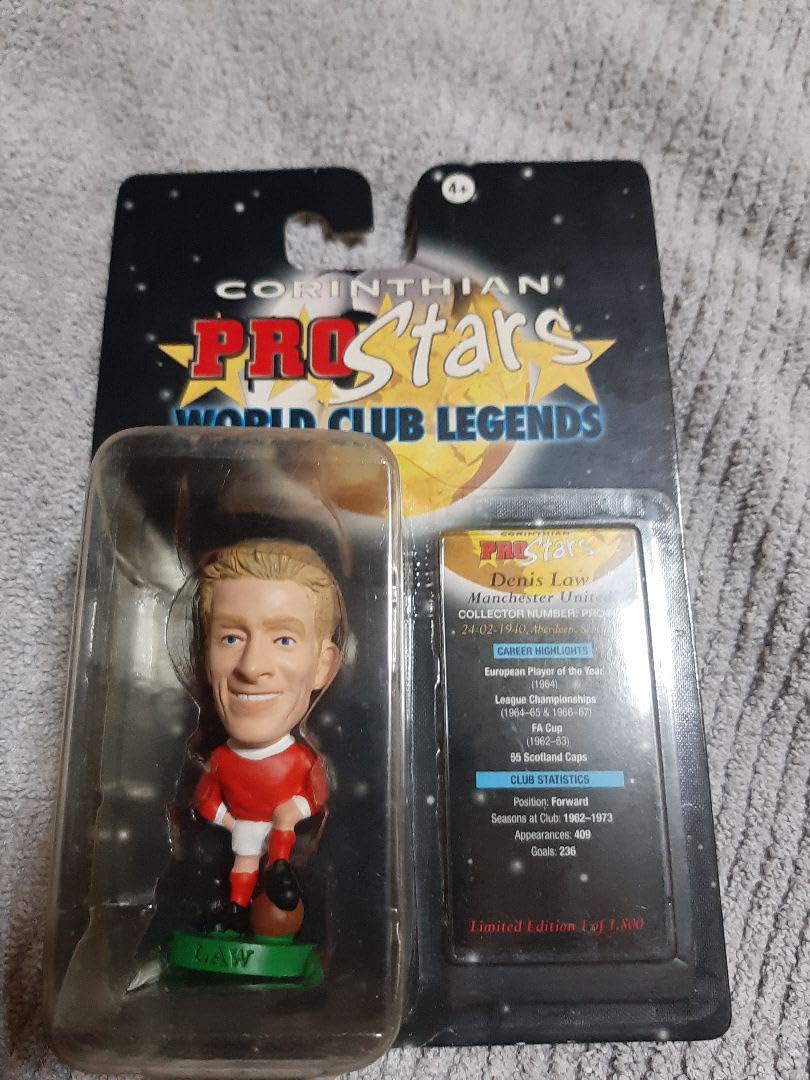 4+
CORINTHIAN
PRO Stars
WORLD CLUB LEGENDS
CORINTHIAN
PRO Stars
Denis Law
Manchester United
COLLECTOR NUMBER:
24-02-1940, Aberdeen,
CAREER HIGHLIGHTS
European Player of the Year
(1964)
League Championships
(1964–65 & 1966–67)
FA Cup
(1962–63)
55 Scotland Caps
CLUB STATISTICS
Position: Forward
Seasons at Club: 1962–1973
Appearances: 409
Goals: 236
Limited Edition 1 of 1,800
LAW